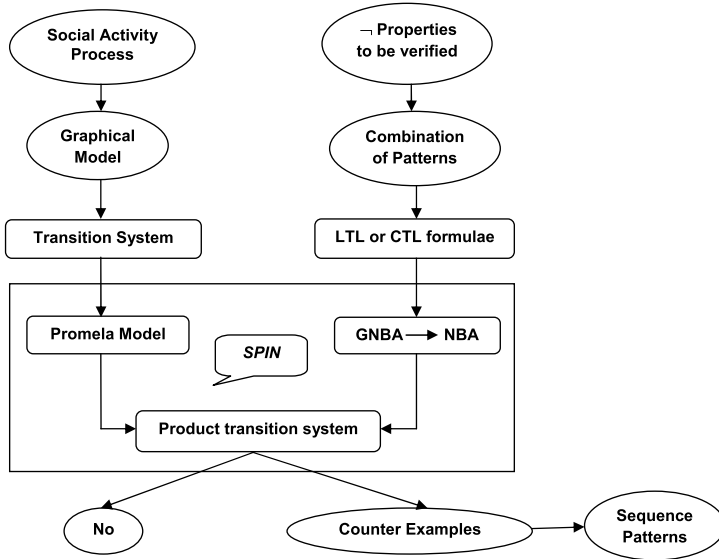 Social Activity
Process
¬ Properties
to be verified
Graphical
Model
Combination
of Patterns
Transition System
LTL or CTL formulae
Promela Model
GNBA NBA
SPIN
Product transition system
No
Counter Examples
Sequence
Patterns